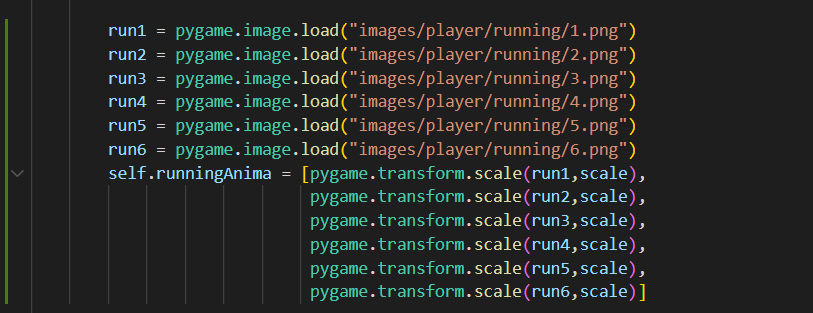 run1 = pygame.image.load("images/player/running/1.png")
run2 = pygame.image.load("images/player/running/2.png")
run3 = pygame.image.load("images/player/running/3.png")
run4 = pygame.image.load("images/player/running/4.png")
run5 = pygame.image.load("images/player/running/5.png")
run6 = pygame.image.load("images/player/running/6.png")
self.runningAnima = [pygame.transform.scale(run1,scale),
pygame.transform.scale(run2,scale),
pygame.transform.scale(run3,scale),
pygame.transform.scale(run4,scale),
pygame.transform.scale(run5,scale),
pygame.transform.scale(run6,scale)]